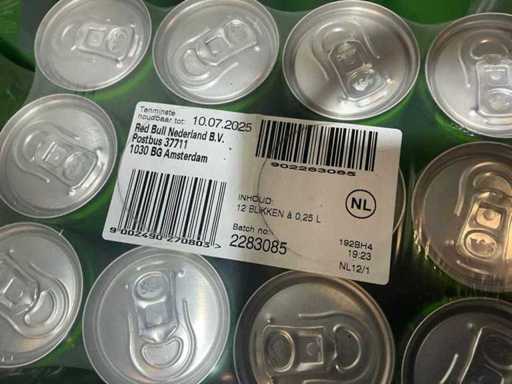 Tenminste
houdbaar tot: 10.07.2025
Red Bull Nederland B.V.
Postbus 37711
1030 BG Amsterdam
902283085
INHOUD:
12 BLIKKEN à 0,25 L
NL
Batch no:
2283085
192BH4
19:23
NL12/1
9 002490 270803